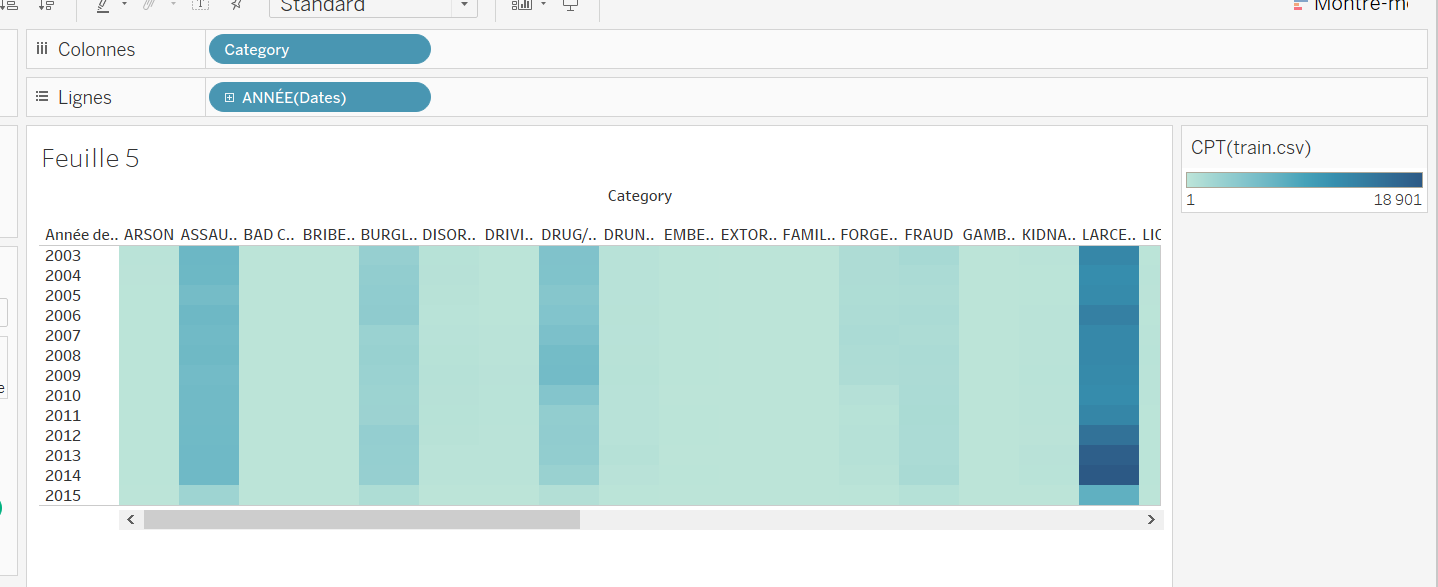 Standard
Montre-m
Colonnes Category
Lignes ANNÉE(Dates)
Feuille 5
CPT(train.csv)
1 18 901
Category
Année de.. ARSON ASSAU.. BAD C.. BRIBE.. BURGL.. DISOR.. DRIVI.. DRUG/.. DRUN.. EMBE.. EXTOR.. FAMIL.. FORGE.. FRAUD GAMB.. KIDNA.. LARCE.. LIC
2003
2004
2005
2006
2007
2008
2009
2010
2011
2012
2013
2014
2015